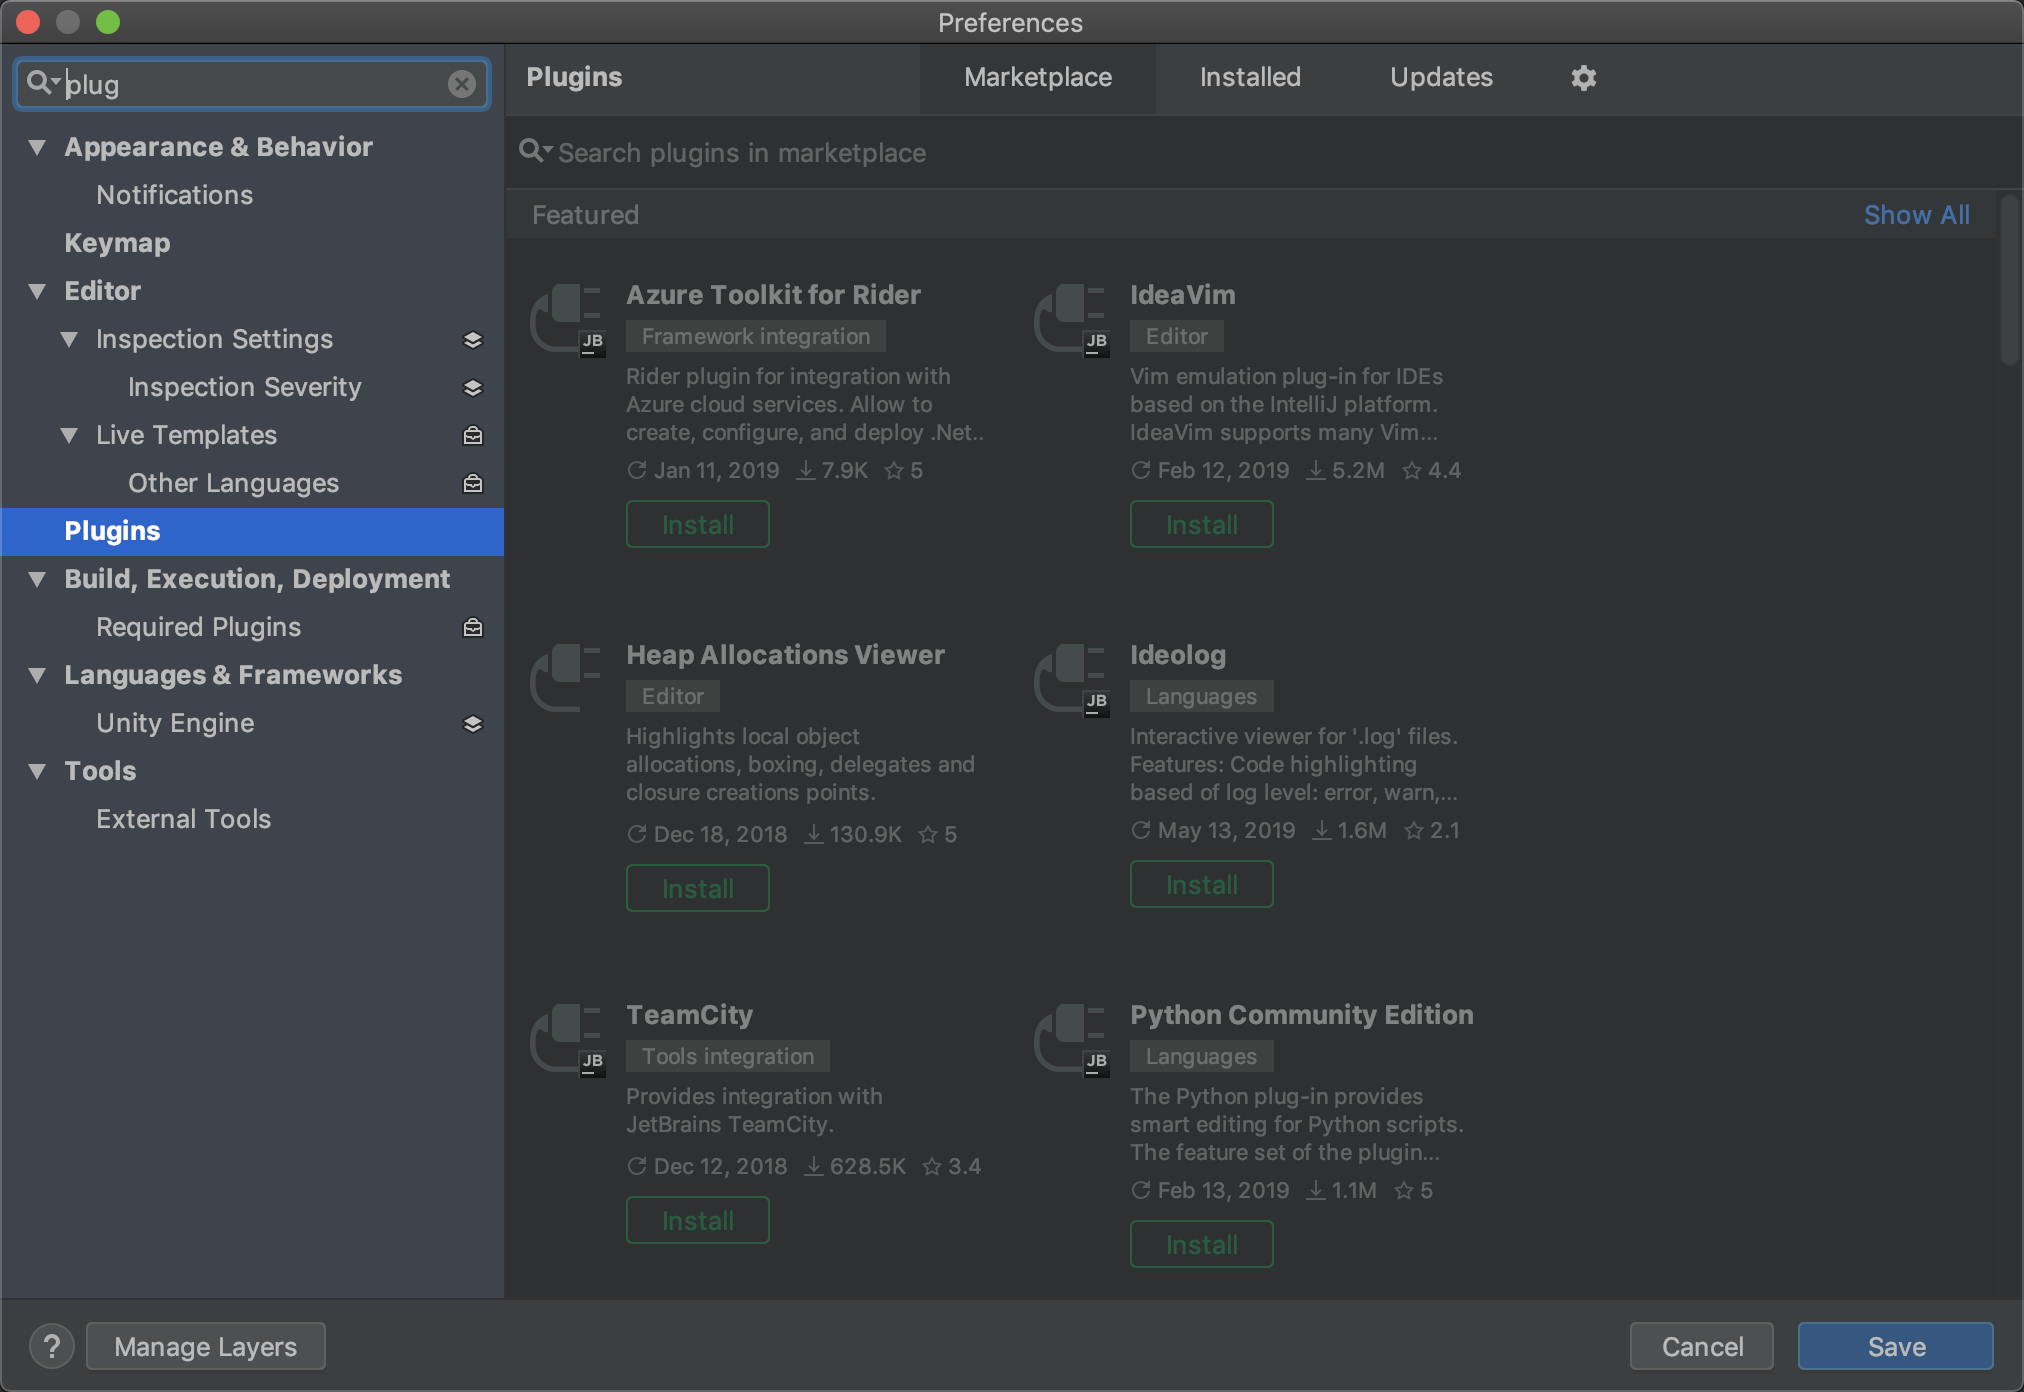 Preferences
plug
Appearance & Behavior
Notifications
Keymap
Editor
Inspection Settings
Inspection Severity
Live Templates
Other Languages
Plugins
Build, Execution, Deployment
Required Plugins
Languages & Frameworks
Unity Engine
Tools
External Tools
Plugins
Marketplace
Installed
Updates
Search plugins in marketplace
Featured
Show All
JB
Azure Toolkit for Rider
Framework integration
Rider plugin for integration with
Azure cloud services. Allow to
create, configure, and deploy .Net..
Jan 11, 2019 7.9K 5
Install
JB
IdeaVim
Editor
Vim emulation plug-in for IDEs
based on the IntelliJ platform.
IdeaVim supports many Vim...
Feb 12, 2019 5.2M 4.4
Install
Heap Allocations Viewer
Editor
Highlights local object
allocations, boxing, delegates and
closure creations points.
Dec 18, 2018 130.9K 5
Install
JB
Ideolog
Languages
Interactive viewer for '.log' files.
Features: Code highlighting
based of log level: error, warn,...
May 13, 2019 1.6M 2.1
Install
JB
TeamCity
Tools integration
Provides integration with
JetBrains TeamCity.
Dec 12, 2018 628.5K 3.4
Install
JB
Python Community Edition
Languages
The Python plug-in provides
smart editing for Python scripts.
The feature set of the plugin...
Feb 13, 2019 1.1M 5
Install
?
Manage Layers
Cancel
Save